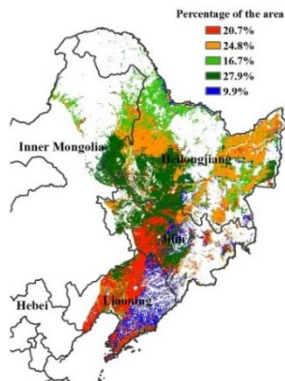 Percentage of the area
20.7%
24.8%
16.7%
27.9%
9.9%
Inner Mongolia
Heilongjiang
Jilin
Liaoning
Hebei